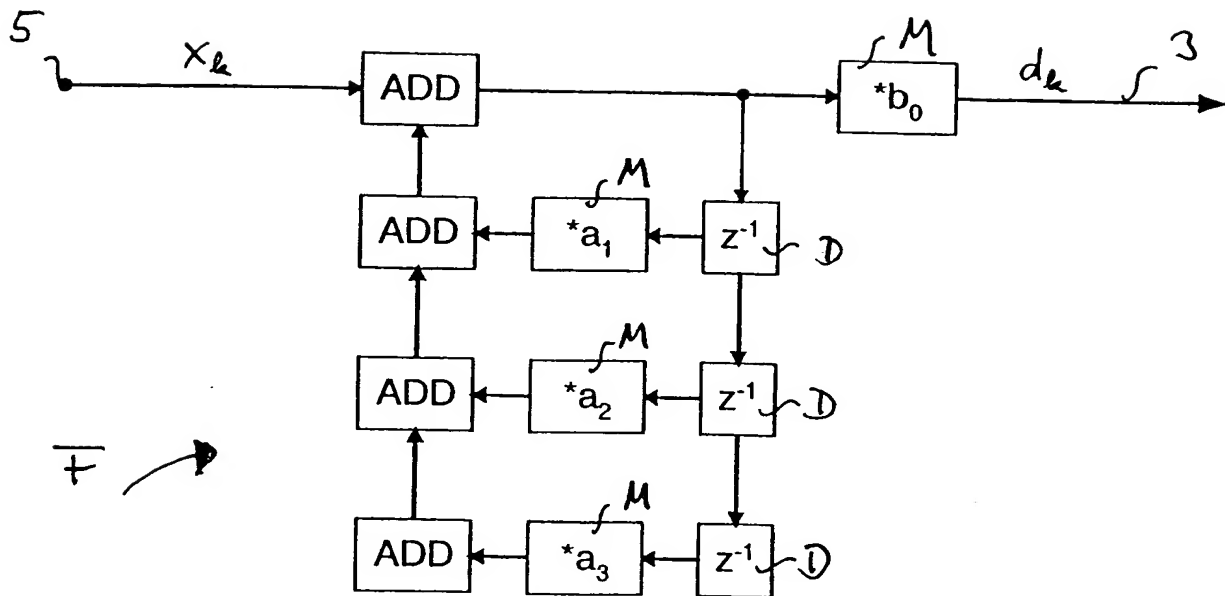 5 x_k ADD M *b_0 d_k 3
M
ADD *a_1 z^-1 D
M
ADD *a_2 z^-1 D
M
ADD *a_3 z^-1 D